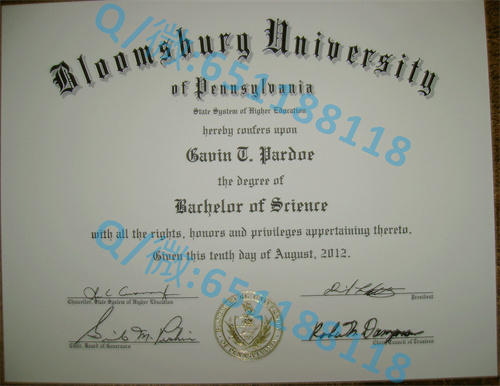 Bloomsburg University
of Pennsylvania
State System of Higher Education
hereby confers upon
Gavin T. Pardoe
the degree of
Bachelor of Science
with all the rights, honors and privileges appertaining thereto.
Given this tenth day of August, 2012.
Chancellor, State System of Higher Education
President
Chair, Board of Governors
Chair, Council of Trustees
Q/微:651188118
Q/微:651188118